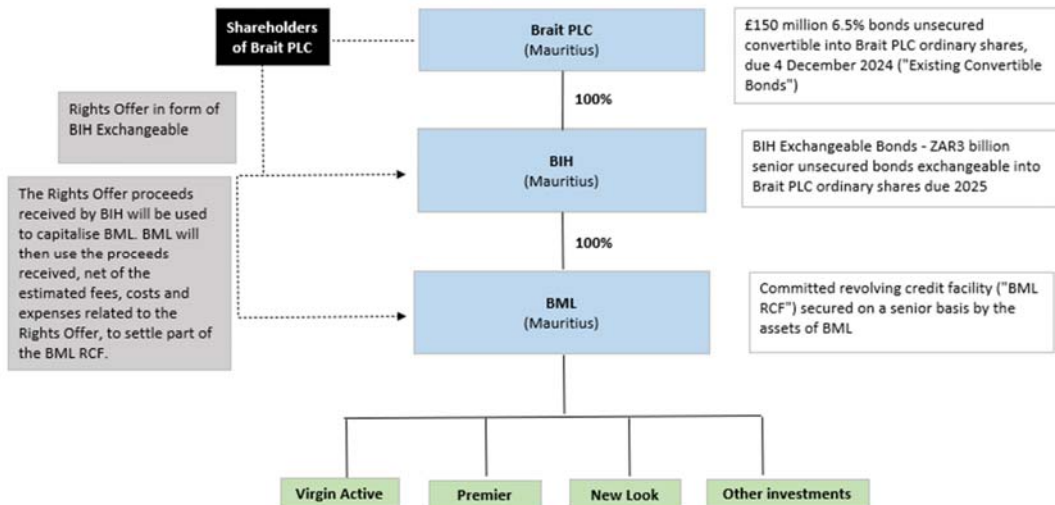 Shareholders
of Brait PLC
Brait PLC
(Mauritius)
£150 million 6.5% bonds unsecured
convertible into Brait PLC ordinary shares,
due 4 December 2024 ("Existing Convertible
Bonds")
100%
Rights Offer in form of
BIH Exchangeable
BIH
(Mauritius)
BIH Exchangeable Bonds - ZAR3 billion
senior unsecured bonds exchangeable into
Brait PLC ordinary shares due 2025
The Rights Offer proceeds
received by BIH will be used
to capitalise BML. BML will
then use the proceeds
received, net of the
estimated fees, costs and
expenses related to the
Rights Offer, to settle part of
the BML RCF.
100%
BML
(Mauritius)
Committed revolving credit facility ("BML
RCF") secured on a senior basis by the
assets of BML
Virgin Active
Premier
New Look
Other investments